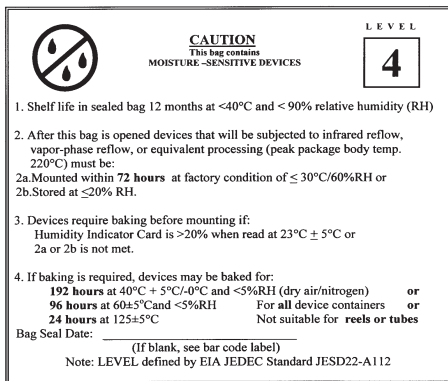 LEVEL
4
CAUTION
This bag contains
MOISTURE –SENSITIVE DEVICES
1. Shelf life in sealed bag 12 months at <40°C and < 90% relative humidity (RH)
2. After this bag is opened devices that will be subjected to infrared reflow,
vapor-phase reflow, or equivalent processing (peak package body temp.
220°C) must be:
2a.Mounted within 72 hours at factory condition of ≤ 30°C/60%RH or
2b.Stored at ≤20% RH.
3. Devices require baking before mounting if:
Humidity Indicator Card is >20% when read at 23°C ± 5°C or
2a or 2b is not met.
4. If baking is required, devices may be baked for:
192 hours at 40°C + 5°C/-0°C and <5%RH (dry air/nitrogen) or
96 hours at 60±5°Cand <5%RH For all device containers or
24 hours at 125±5°C Not suitable for reels or tubes
Bag Seal Date:
(If blank, see bar code label)
Note: LEVEL defined by EIA JEDEC Standard JESD22-A112